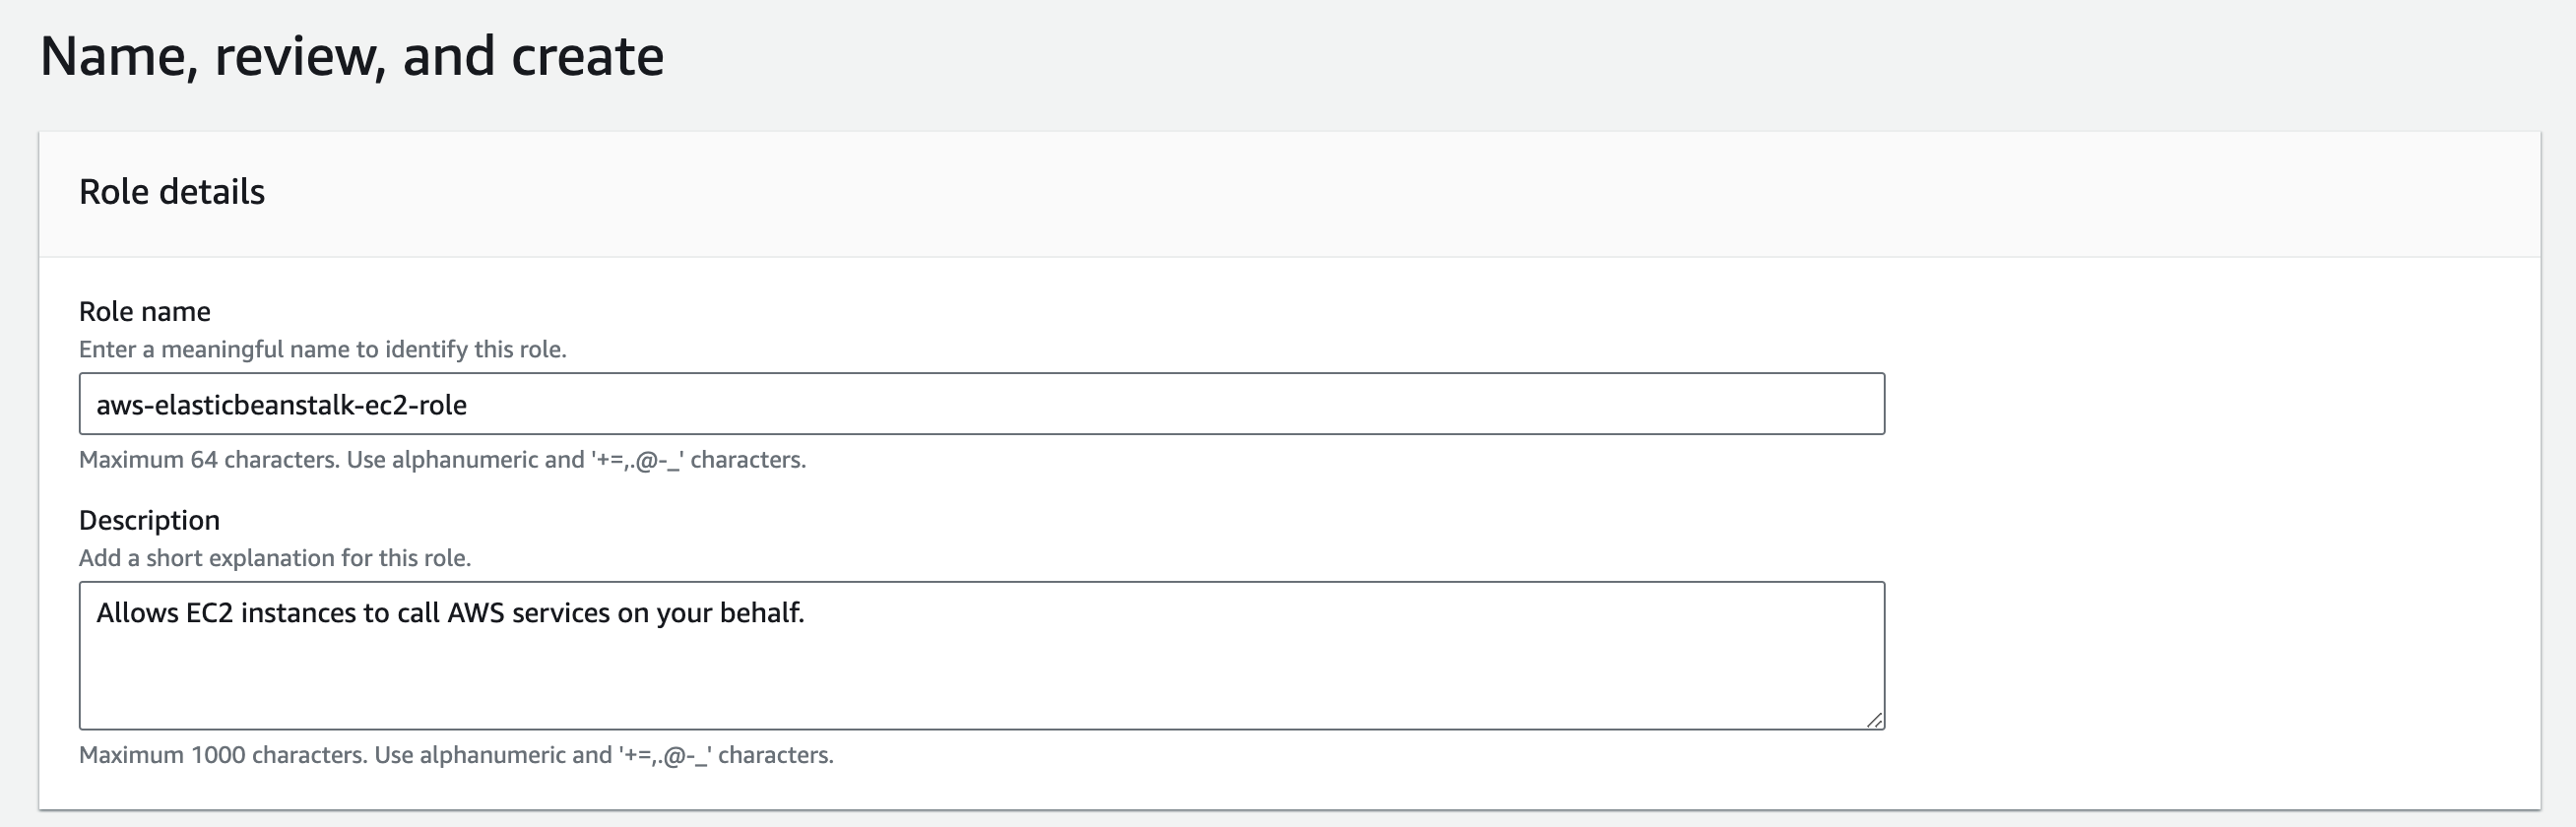 Name, review, and create
Role details
Role name
Enter a meaningful name to identify this role.
aws-elasticbeanstalk-ec2-role
Maximum 64 characters. Use alphanumeric and '+=,.@-_' characters.
Description
Add a short explanation for this role.
Allows EC2 instances to call AWS services on your behalf.
Maximum 1000 characters. Use alphanumeric and '+=,.@-_' characters.